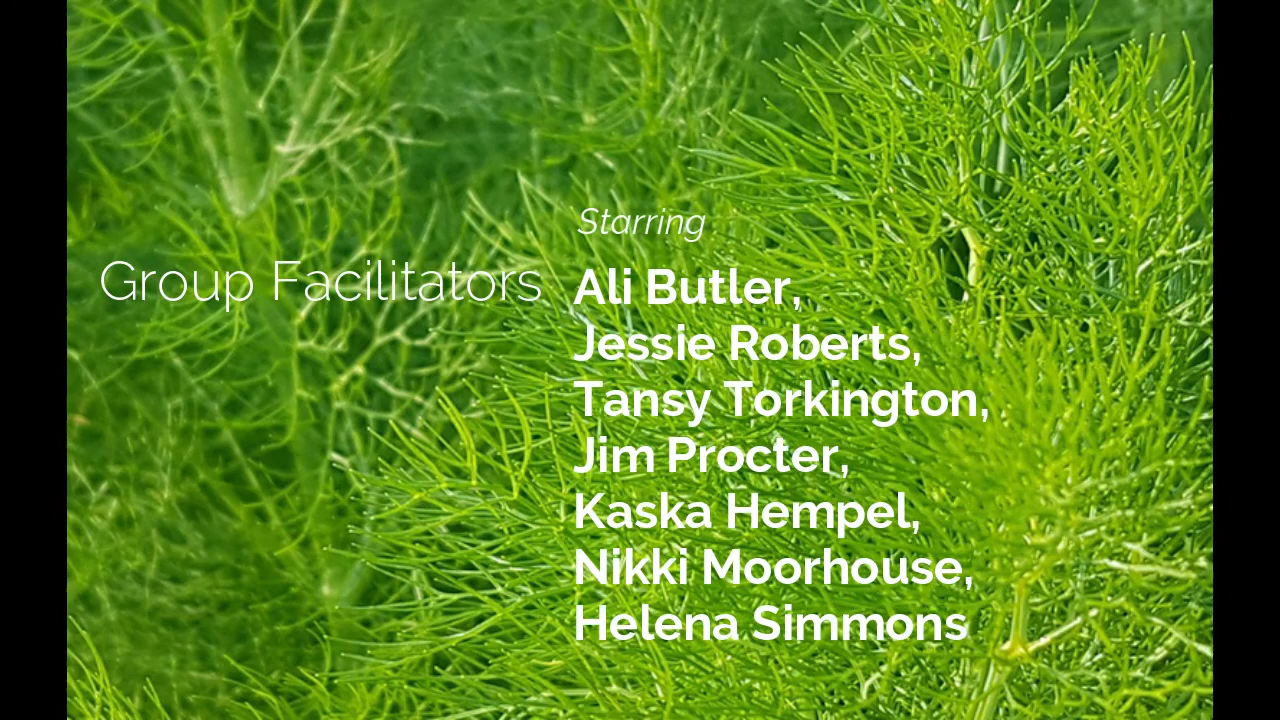 Starring
Group Facilitators
Ali Butler,
Jessie Roberts,
Tansy Torkington,
Jim Procter,
Kaska Hempel,
Nikki Moorhouse,
Helena Simmons